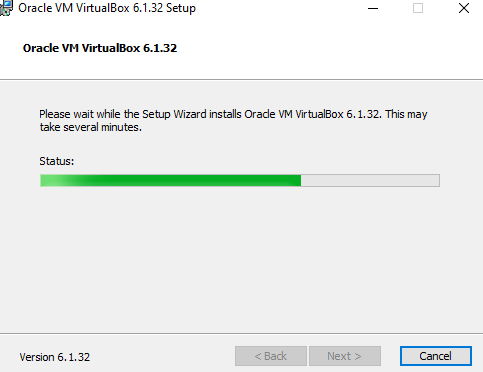 Oracle VM VirtualBox 6.1.32 Setup
Oracle VM VirtualBox 6.1.32
Please wait while the Setup Wizard installs Oracle VM VirtualBox 6.1.32. This may
take several minutes.
Status:
Version 6.1.32
< Back
Next >
Cancel